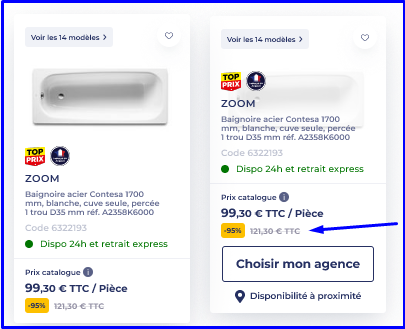 Voir les 14 modèles >
TOP
PRIX
ZOOM
Baignoire acier Contesa 1700
mm, blanche, cuve seule, percée
1 trou D35 mm réf. A2358K6000
Code 6322193
Dispo 24h et retrait express
Prix catalogue i
99,30 € TTC / Pièce
-95% 121,30 € TTC
Voir les 14 modèles >
TOP
PRIX
ZOOM
Baignoire acier Contesa 1700
mm, blanche, cuve seule, percée
1 trou D35 mm réf. A2358K6000
Code 6322193
Dispo 24h et retrait express
Prix catalogue i
99,30 € TTC / Pièce
-95% 121,30 € TTC
Choisir mon agence
Disponibilité à proximité